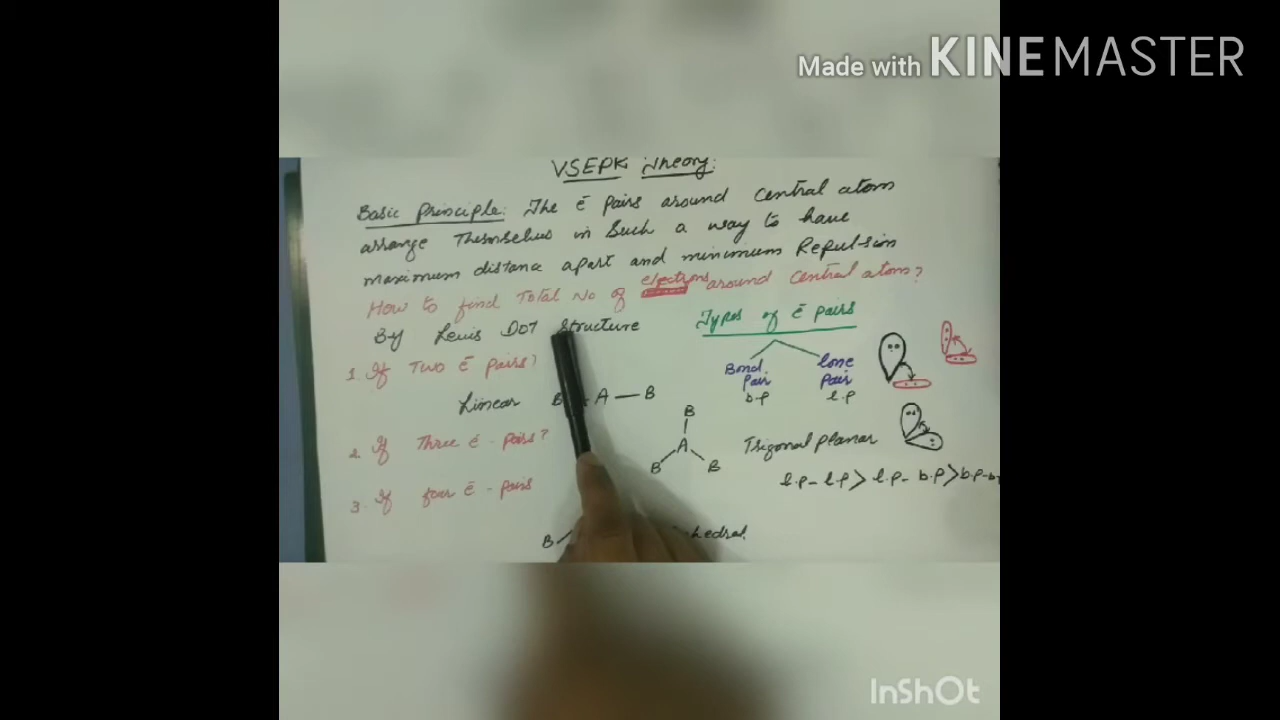 Made with KINEMASTER
VSEPR Theory:
Basic Principle: The ē pairs around central atom
arrange Themselves in Such a way to have
maximum distance apart and minimum Repulsion
How to find Total No of electrons around central atom?
By Lewis DOT Structure
Types of ē pairs
1. If Two ē pairs?
Bond pair b.p
lone pair l.p
Linear B A — B
2. If Three ē - pairs?
B
A
B B
Trigonal planar
l.p - l.p > l.p - b.p > b.p - b
3. If four ē - pairs
B hedral
InShOt